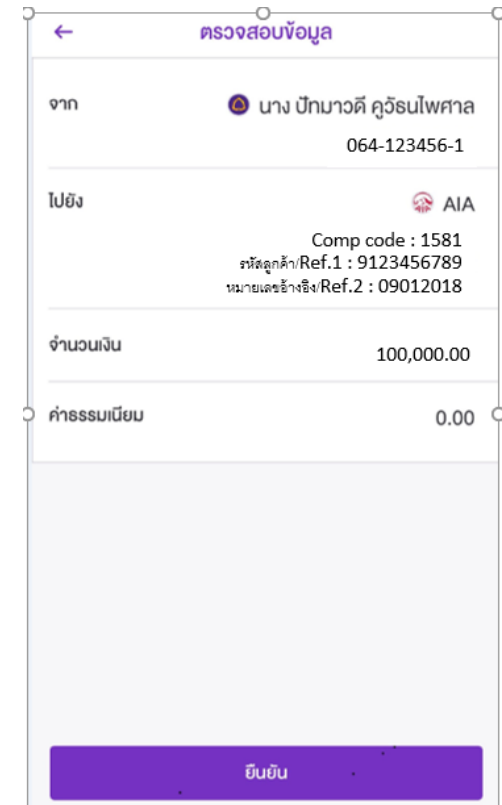 ← ตรวจสอบข้อมูล
จาก นาง ปัทมาวดี คูวัธนไพศาล
064-123456-1
ไปยัง AIA
Comp code : 1581
รหัสลูกค้า/Ref.1 : 9123456789
หมายเลขอ้างอิง/Ref.2 : 09012018
จำนวนเงิน 100,000.00
ค่าธรรมเนียม 0.00
ยืนยัน